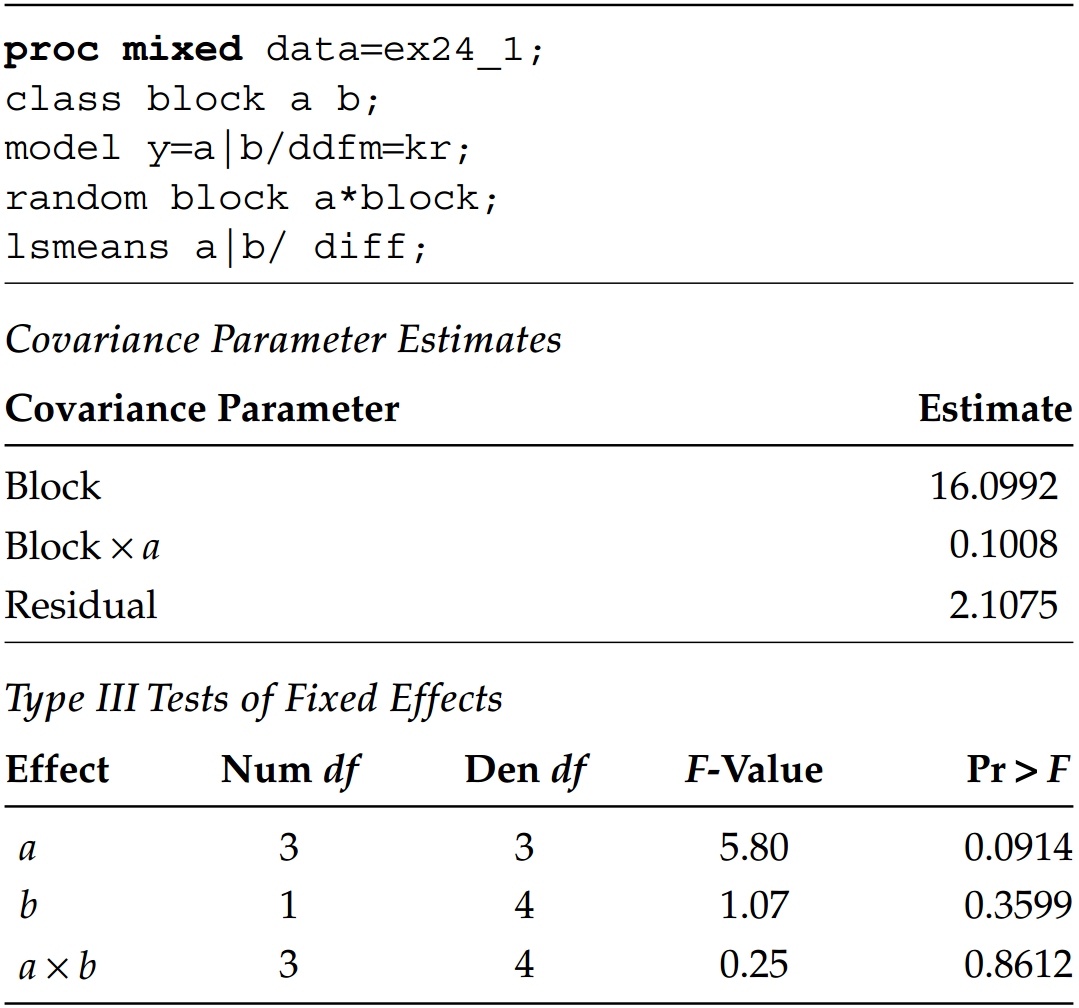 proc mixed data=ex24_1;
class block a b;
model y=a|b/ddfm=kr;
random block a*block;
lsmeans a|b/ diff;
Covariance Parameter Estimates
Covariance Parameter Estimate
Block 16.0992
Block × a 0.1008
Residual 2.1075
Type III Tests of Fixed Effects
Effect Num df Den df F-Value Pr > F
a 3 3 5.80 0.0914
b 1 4 1.07 0.3599
a × b 3 4 0.25 0.8612